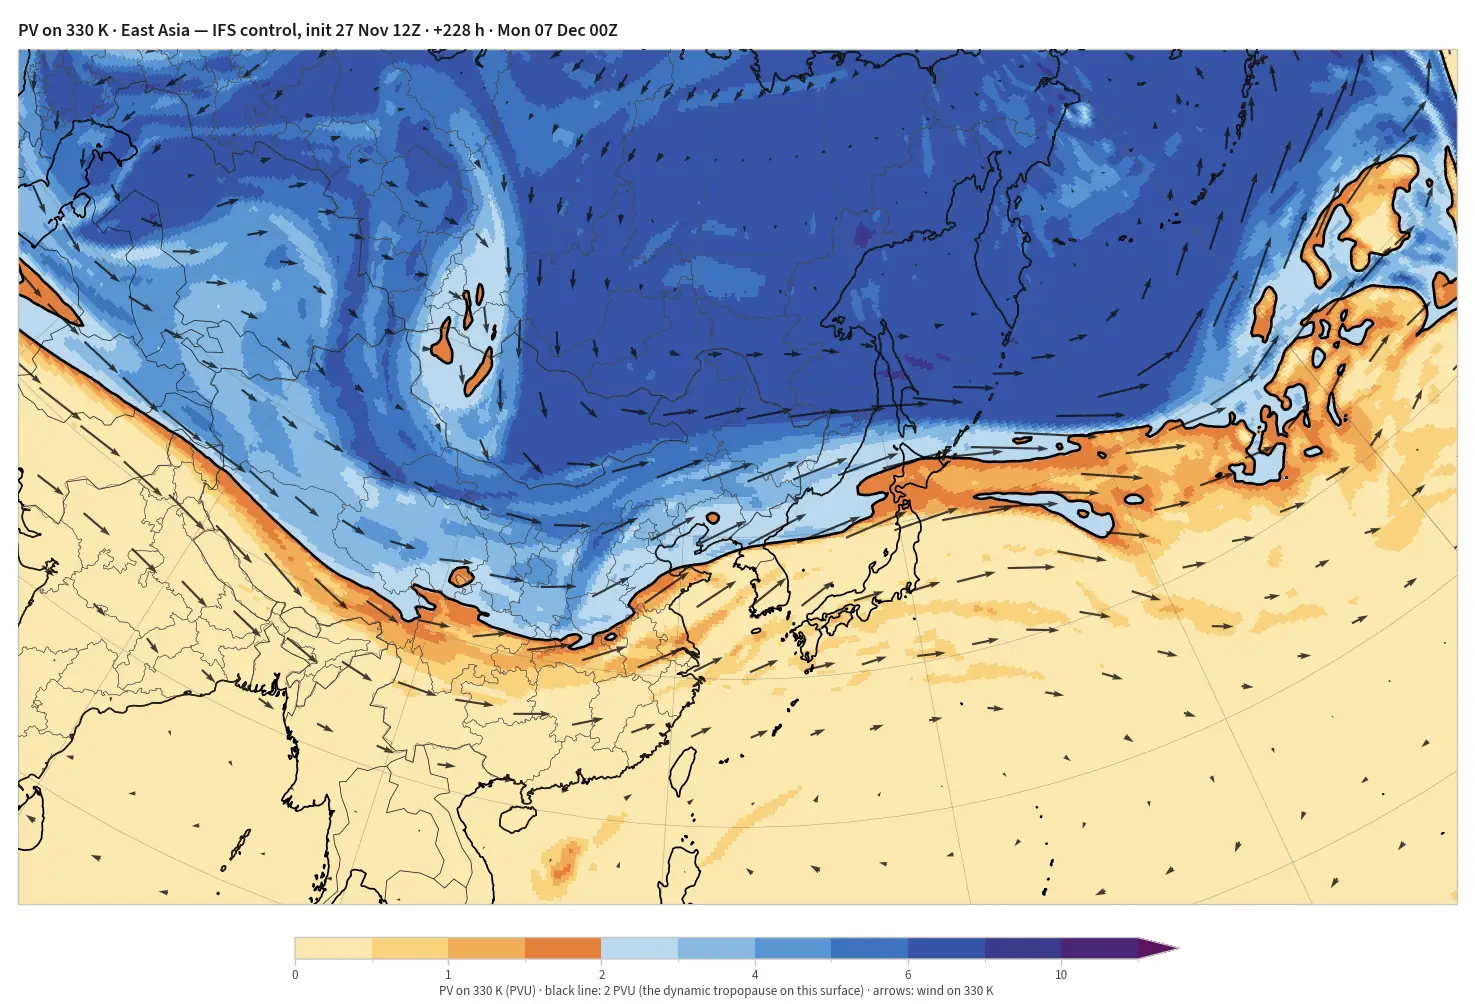 PV on 330 K · East Asia — IFS control, init 27 Nov 12Z · +228 h · Mon 07 Dec 00Z
0 1 2 4 6 10
PV on 330 K (PVU) · black line: 2 PVU (the dynamic tropopause on this surface) · arrows: wind on 330 K